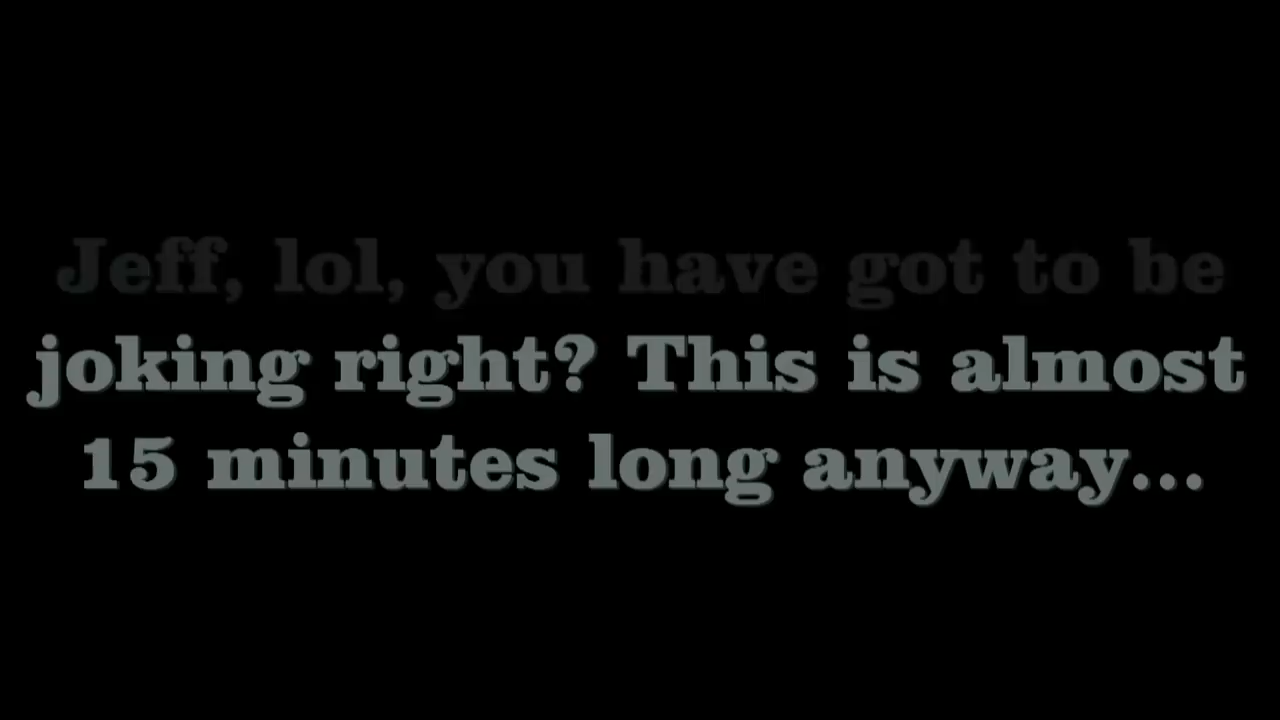 Jeff, lol, you have got to be
joking right? This is almost
15 minutes long anyway...